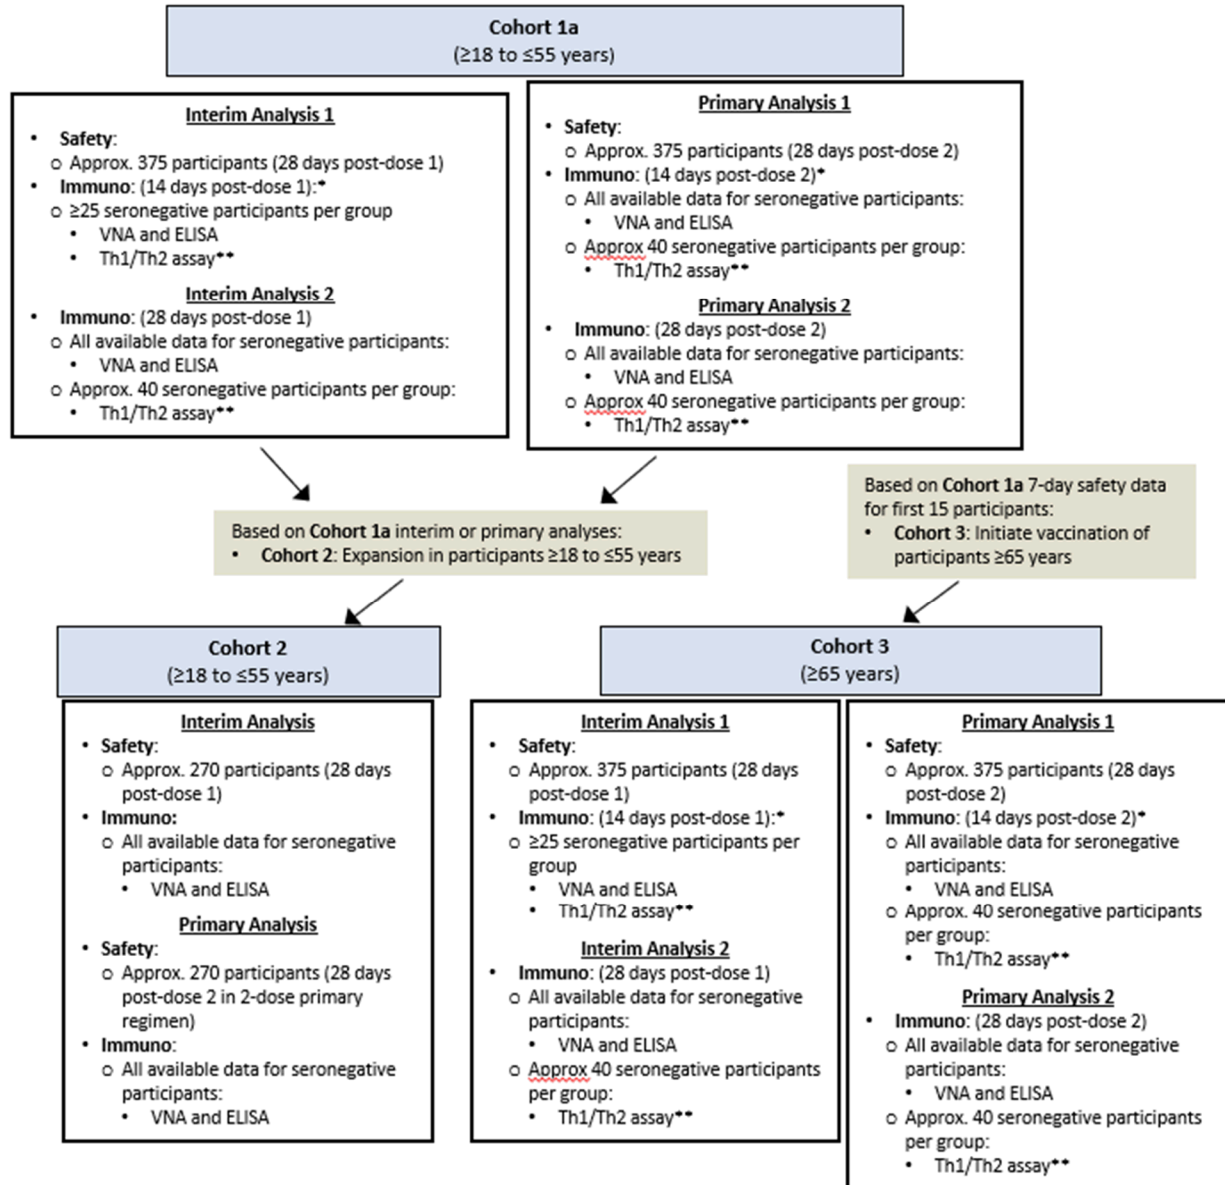 Cohort 1a
(≥18 to ≤55 years)
Interim Analysis 1
• Safety:
o Approx. 375 participants (28 days post-dose 1)
• Immuno: (14 days post-dose 1):*
o ≥25 seronegative participants per group
• VNA and ELISA
• Th1/Th2 assay**
Interim Analysis 2
• Immuno: (28 days post-dose 1)
o All available data for seronegative participants:
• VNA and ELISA
o Approx. 40 seronegative participants per group:
• Th1/Th2 assay**
Primary Analysis 1
• Safety:
o Approx. 375 participants (28 days post-dose 2)
• Immuno: (14 days post-dose 2)*
o All available data for seronegative participants:
• VNA and ELISA
o Approx 40 seronegative participants per group:
• Th1/Th2 assay**
Primary Analysis 2
• Immuno: (28 days post-dose 2)
o All available data for seronegative participants:
• VNA and ELISA
o Approx 40 seronegative participants per group:
• Th1/Th2 assay**
Based on Cohort 1a interim or primary analyses:
• Cohort 2: Expansion in participants ≥18 to ≤55 years
Based on Cohort 1a 7-day safety data
for first 15 participants:
• Cohort 3: Initiate vaccination of
participants ≥65 years
Cohort 2
(≥18 to ≤55 years)
Interim Analysis
• Safety:
o Approx. 270 participants (28 days
post-dose 1)
• Immuno:
o All available data for seronegative
participants:
• VNA and ELISA
Primary Analysis
• Safety:
o Approx. 270 participants (28 days
post-dose 2 in 2-dose primary
regimen)
• Immuno:
o All available data for seronegative
participants:
• VNA and ELISA
Cohort 3
(≥65 years)
Interim Analysis 1
• Safety:
o Approx. 375 participants (28 days
post-dose 1)
• Immuno: (14 days post-dose 1):*
o ≥25 seronegative participants per
group
• VNA and ELISA
• Th1/Th2 assay**
Interim Analysis 2
• Immuno: (28 days post-dose 1)
o All available data for seronegative
participants:
• VNA and ELISA
o Approx 40 seronegative participants
per group:
• Th1/Th2 assay**
Primary Analysis 1
• Safety:
o Approx. 375 participants (28 days
post-dose 2)
• Immuno: (14 days post-dose 2)*
o All available data for seronegative
participants:
• VNA and ELISA
o Approx. 40 seronegative participants
per group:
• Th1/Th2 assay**
Primary Analysis 2
• Immuno: (28 days post-dose 2)
o All available data for seronegative
participants:
• VNA and ELISA
o Approx. 40 seronegative participants
per group:
• Th1/Th2 assay**